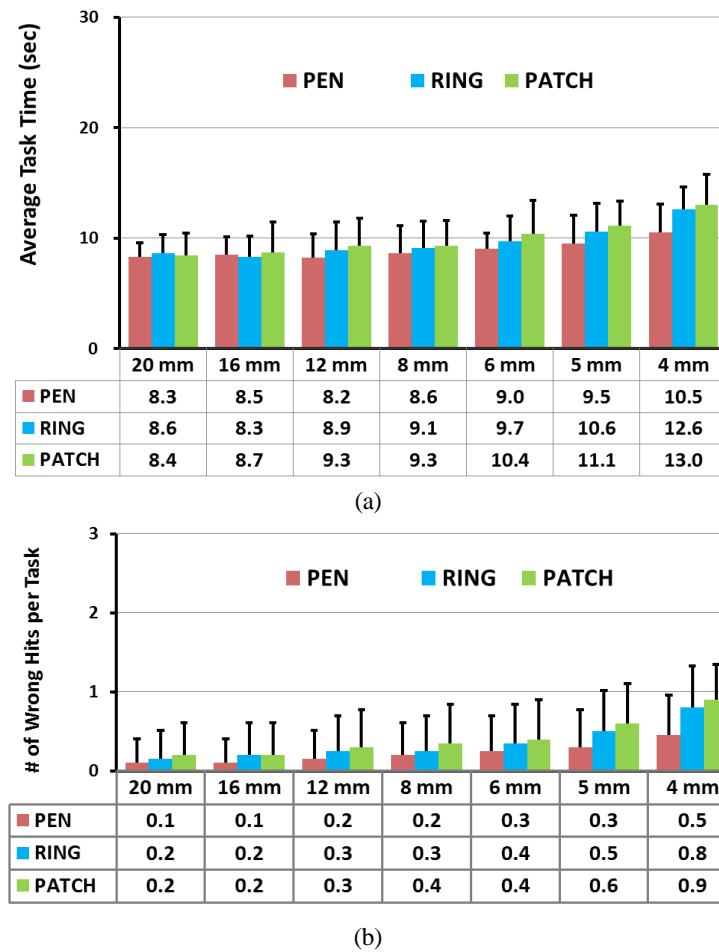 30
20
10
0
Average Task Time (sec)
PEN RING PATCH
20 mm 16 mm 12 mm 8 mm 6 mm 5 mm 4 mm
PEN 8.3 8.5 8.2 8.6 9.0 9.5 10.5
RING 8.6 8.3 8.9 9.1 9.7 10.6 12.6
PATCH 8.4 8.7 9.3 9.3 10.4 11.1 13.0
(a)
3
2
1
0
# of Wrong Hits per Task
PEN RING PATCH
20 mm 16 mm 12 mm 8 mm 6 mm 5 mm 4 mm
PEN 0.1 0.1 0.2 0.2 0.3 0.3 0.5
RING 0.2 0.2 0.3 0.3 0.4 0.5 0.8
PATCH 0.2 0.2 0.3 0.4 0.4 0.6 0.9
(b)